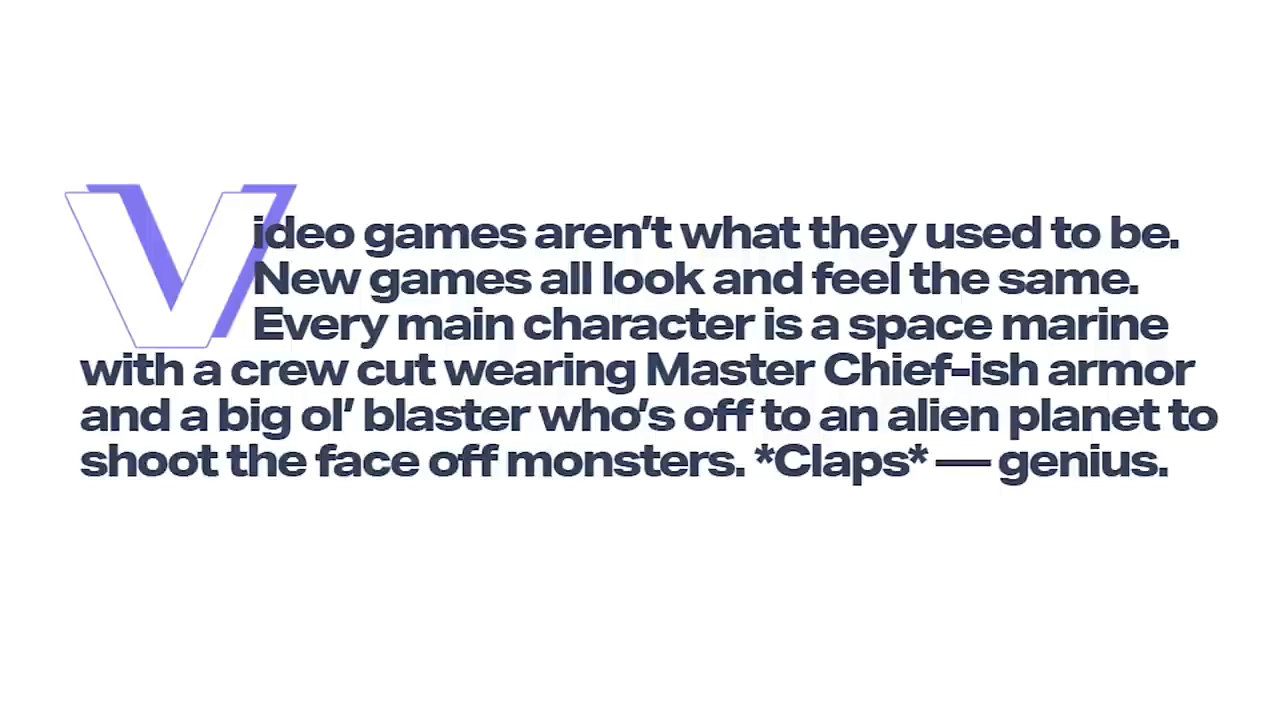 Video games aren’t what they used to be.
New games all look and feel the same.
Every main character is a space marine
with a crew cut wearing Master Chief-ish armor
and a big ol’ blaster who’s off to an alien planet to
shoot the face off monsters. *Claps* — genius.